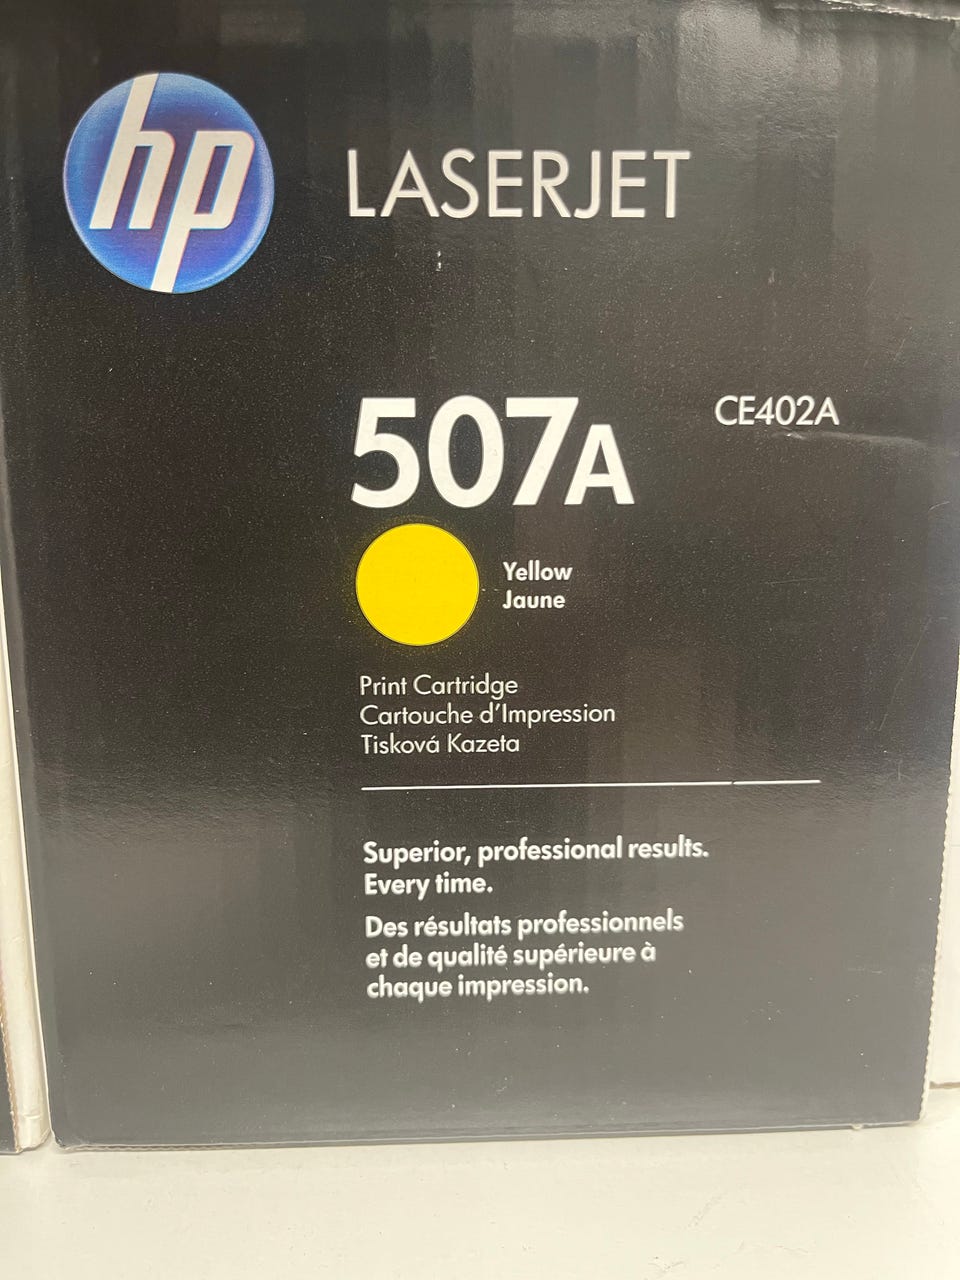 hp
LASERJET
507A
CE402A
Yellow
Jaune
Print Cartridge
Cartouche d'Impression
Tisková Kazeta
Superior, professional results.
Every time.
Des résultats professionnels
et de qualité supérieure à
chaque impression.